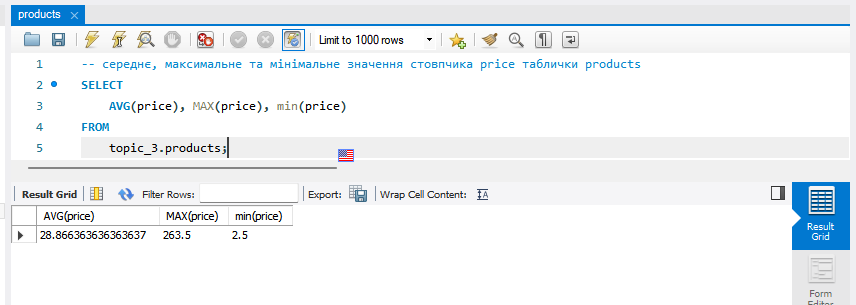 products
Limit to 1000 rows
1 -- середнє, максимальне та мінімальне значення стовпчика price таблички products
2 SELECT
3 AVG(price), MAX(price), min(price)
4 FROM
5 topic_3.products;
Result Grid Filter Rows: Export: Wrap Cell Content:
AVG(price) MAX(price) min(price)
28.866363636363637 263.5 2.5
Result
Grid
Form
Editor